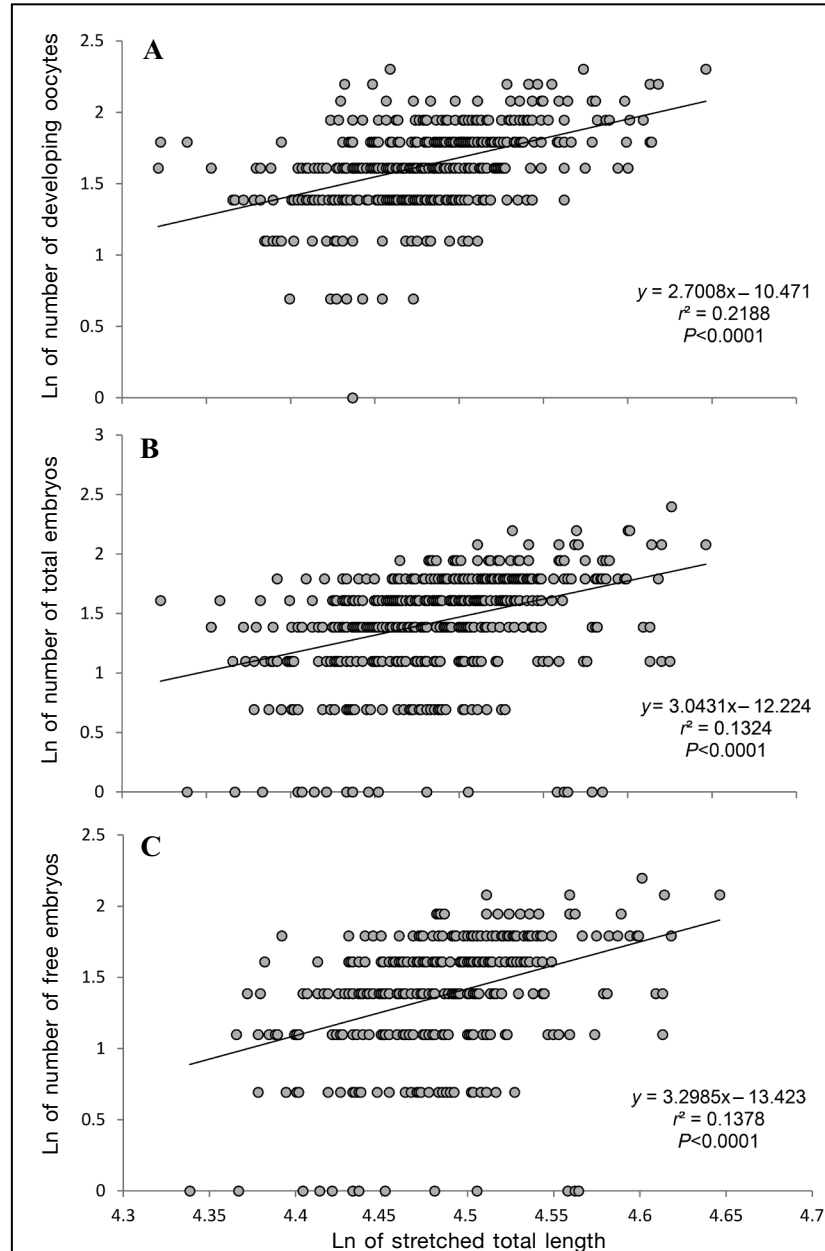 A
Ln of number of developing oocytes
2.5
2
1.5
1
0.5
0
y = 2.7008x – 10.471
r² = 0.2188
P<0.0001
B
Ln of number of total embryos
3
2.5
2
1.5
1
0.5
0
y = 3.0431x – 12.224
r² = 0.1324
P<0.0001
C
Ln of number of free embryos
2.5
2
1.5
1
0.5
0
y = 3.2985x – 13.423
r² = 0.1378
P<0.0001
4.3 4.35 4.4 4.45 4.5 4.55 4.6 4.65 4.7
Ln of stretched total length